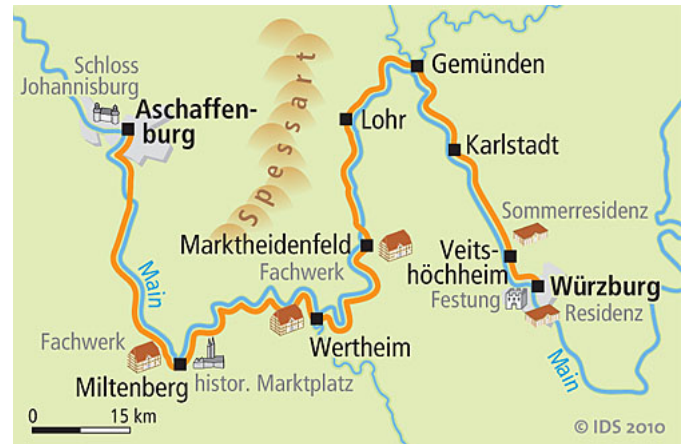 Schloss
Johannisburg
Aschaffen-
burg
Spessart
Gemünden
Lohr
Karlstadt
Sommerresidenz
Marktheidenfeld
Fachwerk
Veits-
höchheim
Festung
Würzburg
Residenz
Main
Fachwerk
Wertheim
Miltenberg
histor. Marktplatz
Main
0 15 km
© IDS 2010